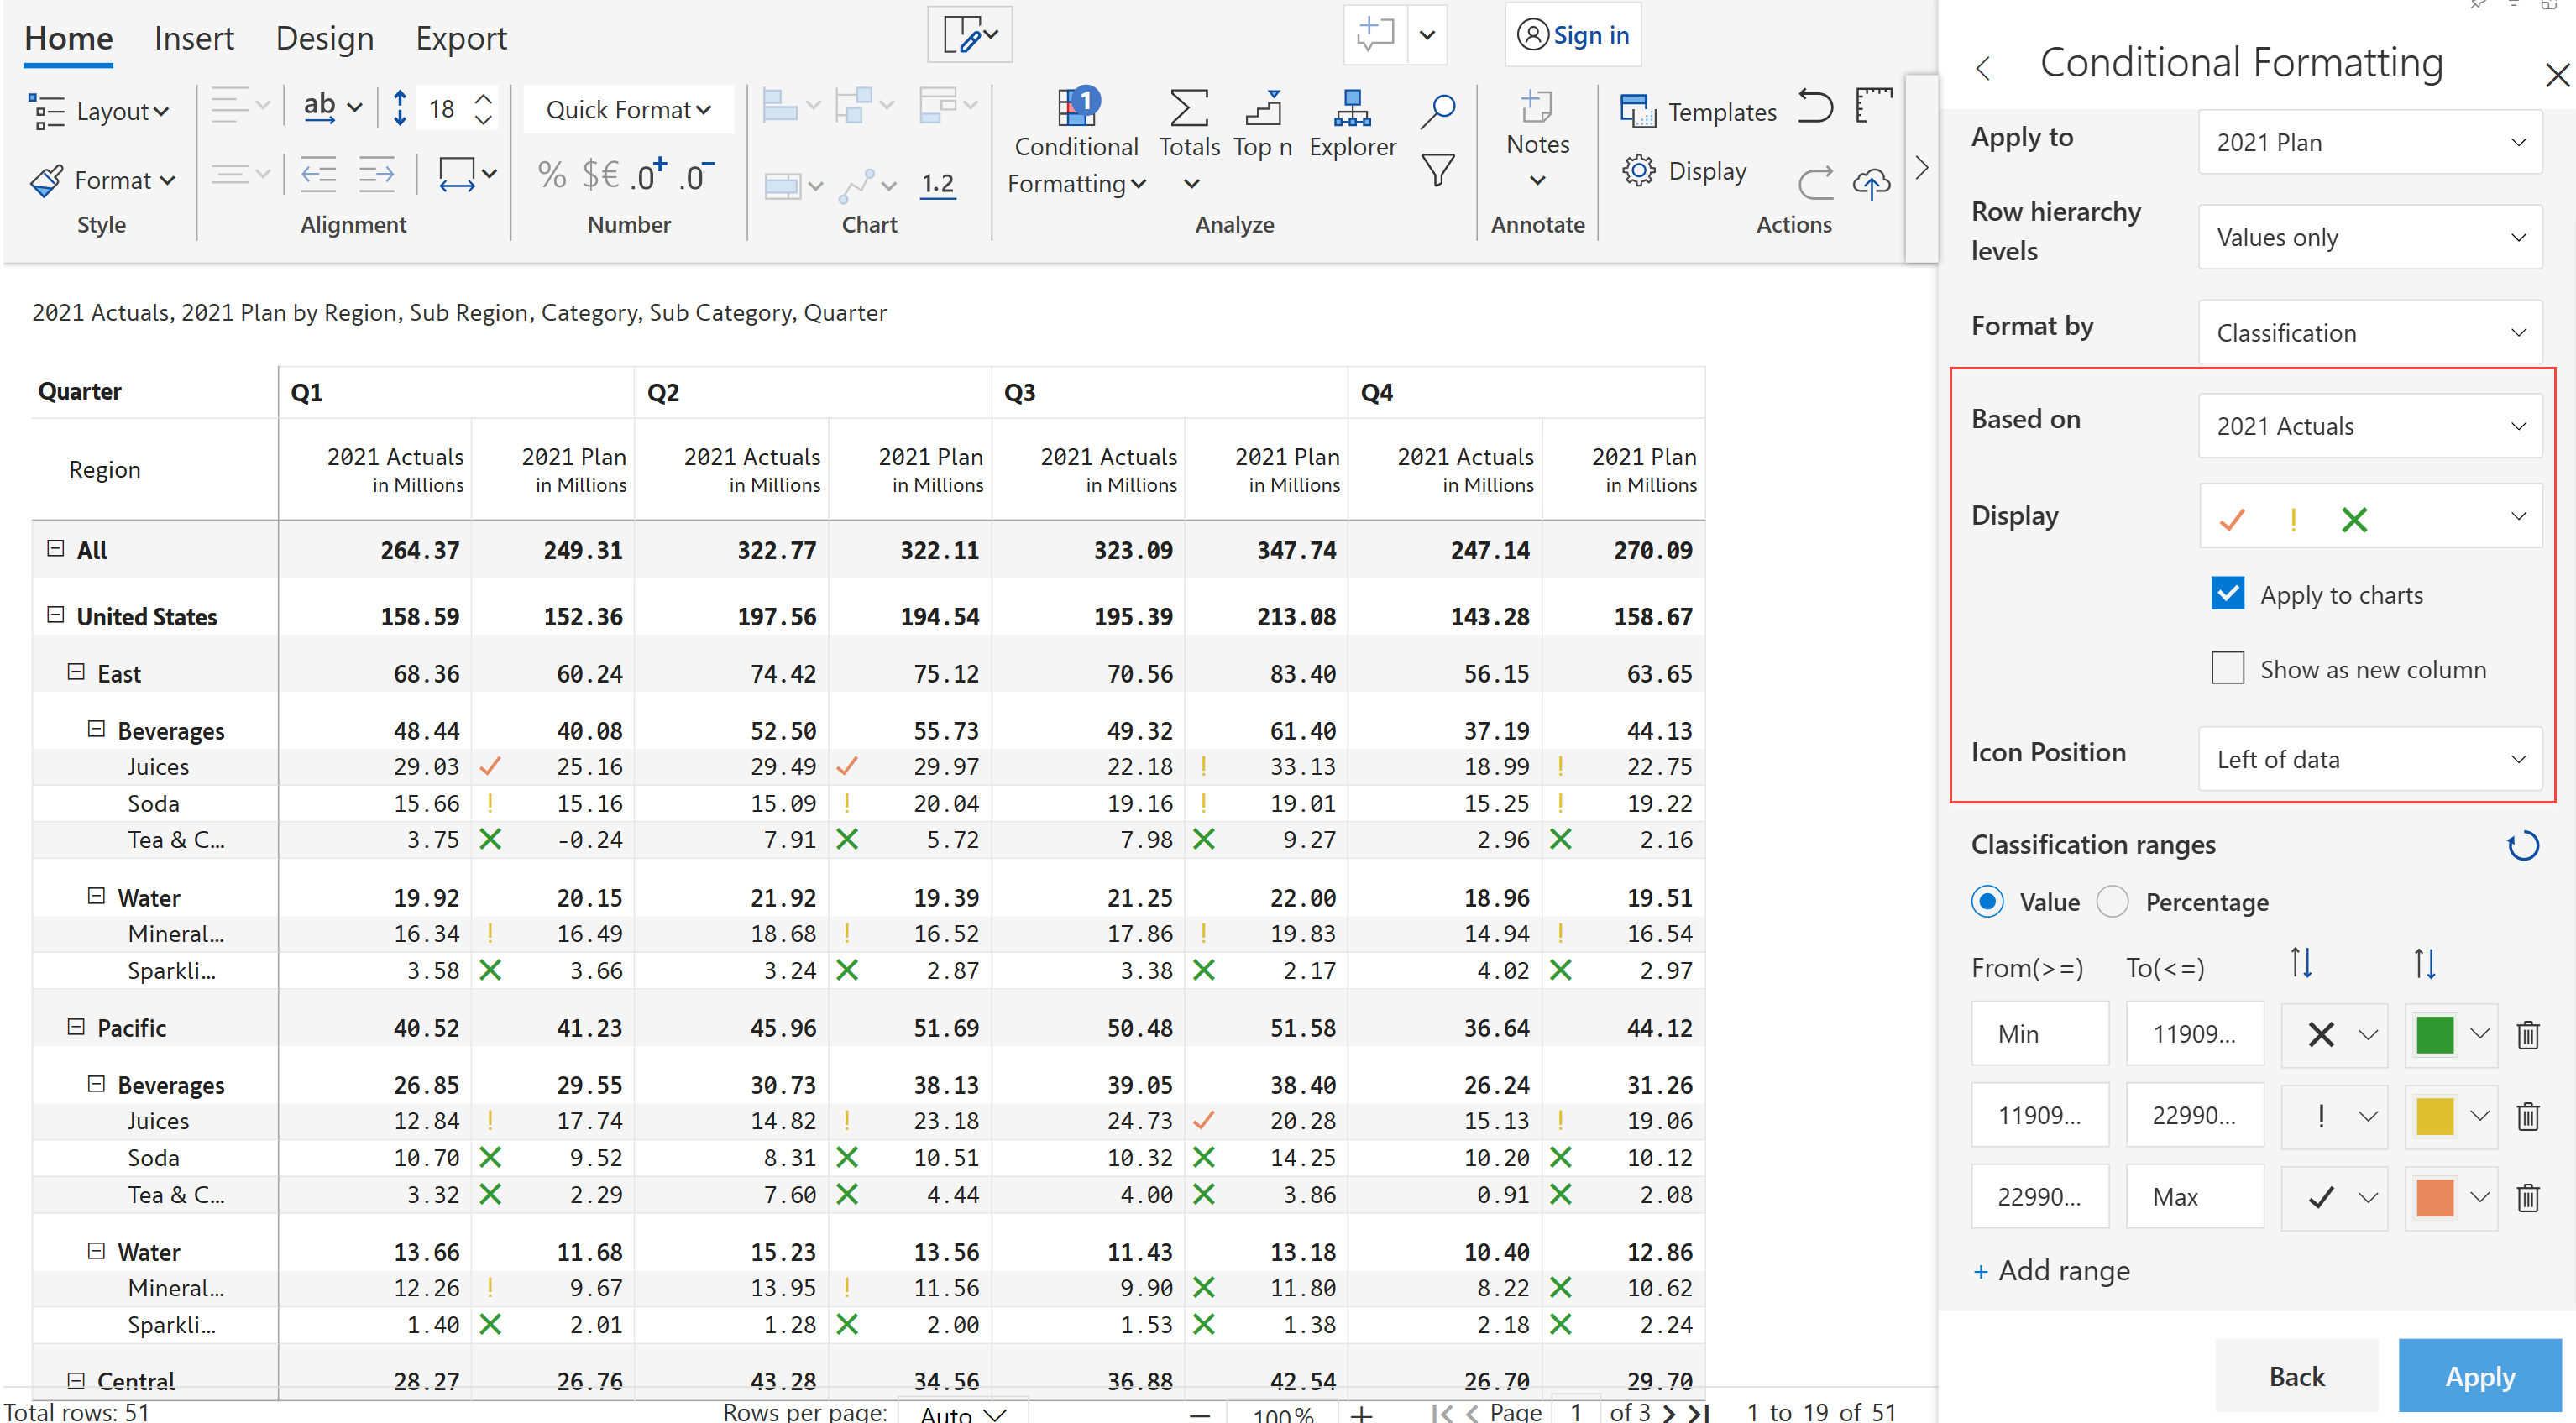 Home Insert Design Export Sign in
Layout ab 18 Quick Format 1 Templates
Conditional Formatting Totals Top n Explorer Notes
Format % $€ .0+ .0- 1.2 Display
Style Alignment Number Chart Analyze Annotate Actions
2021 Actuals, 2021 Plan by Region, Sub Region, Category, Sub Category, Quarter
Quarter Q1 Q2 Q3 Q4
Region 2021 Actuals in Millions 2021 Plan in Millions 2021 Actuals in Millions 2021 Plan in Millions 2021 Actuals in Millions 2021 Plan in Millions 2021 Actuals in Millions 2021 Plan in Millions
All 264.37 249.31 322.77 322.11 323.09 347.74 247.14 270.09
United States 158.59 152.36 197.56 194.54 195.39 213.08 143.28 158.67
East 68.36 60.24 74.42 75.12 70.56 83.40 56.15 63.65
Beverages 48.44 40.08 52.50 55.73 49.32 61.40 37.19 44.13
Juices 29.03 25.16 29.49 29.97 22.18 ! 33.13 18.99 ! 22.75
Soda 15.66 ! 15.16 15.09 ! 20.04 19.16 ! 19.01 15.25 ! 19.22
Tea & C... 3.75 -0.24 7.91 5.72 7.98 9.27 2.96 2.16
Water 19.92 20.15 21.92 19.39 21.25 22.00 18.96 19.51
Mineral... 16.34 ! 16.49 18.68 ! 16.52 17.86 ! 19.83 14.94 ! 16.54
Sparkli... 3.58 3.66 3.24 2.87 3.38 2.17 4.02 2.97
Pacific 40.52 41.23 45.96 51.69 50.48 51.58 36.64 44.12
Beverages 26.85 29.55 30.73 38.13 39.05 38.40 26.24 31.26
Juices 12.84 ! 17.74 14.82 ! 23.18 24.73 20.28 15.13 ! 19.06
Soda 10.70 9.52 8.31 10.51 10.32 14.25 10.20 10.12
Tea & C... 3.32 2.29 7.60 4.44 4.00 3.86 0.91 2.08
Water 13.66 11.68 15.23 13.56 11.43 13.18 10.40 12.86
Mineral... 12.26 ! 9.67 13.95 ! 11.56 9.90 11.80 8.22 10.62
Sparkli... 1.40 2.01 1.28 2.00 1.53 1.38 2.18 2.24
Central 28.27 26.76 43.28 34.56 36.88 42.54 26.70 29.70
Total rows: 51 Rows per page: Auto 100% Page 1 of 3 1 to 19 of 51
Conditional Formatting
Apply to 2021 Plan
Row hierarchy levels Values only
Format by Classification
Based on 2021 Actuals
Display !
Apply to charts
Show as new column
Icon Position Left of data
Classification ranges
Value Percentage
From(>=) To(<=)
Min 11909...
11909... 22990... !
22990... Max
+ Add range
Back Apply